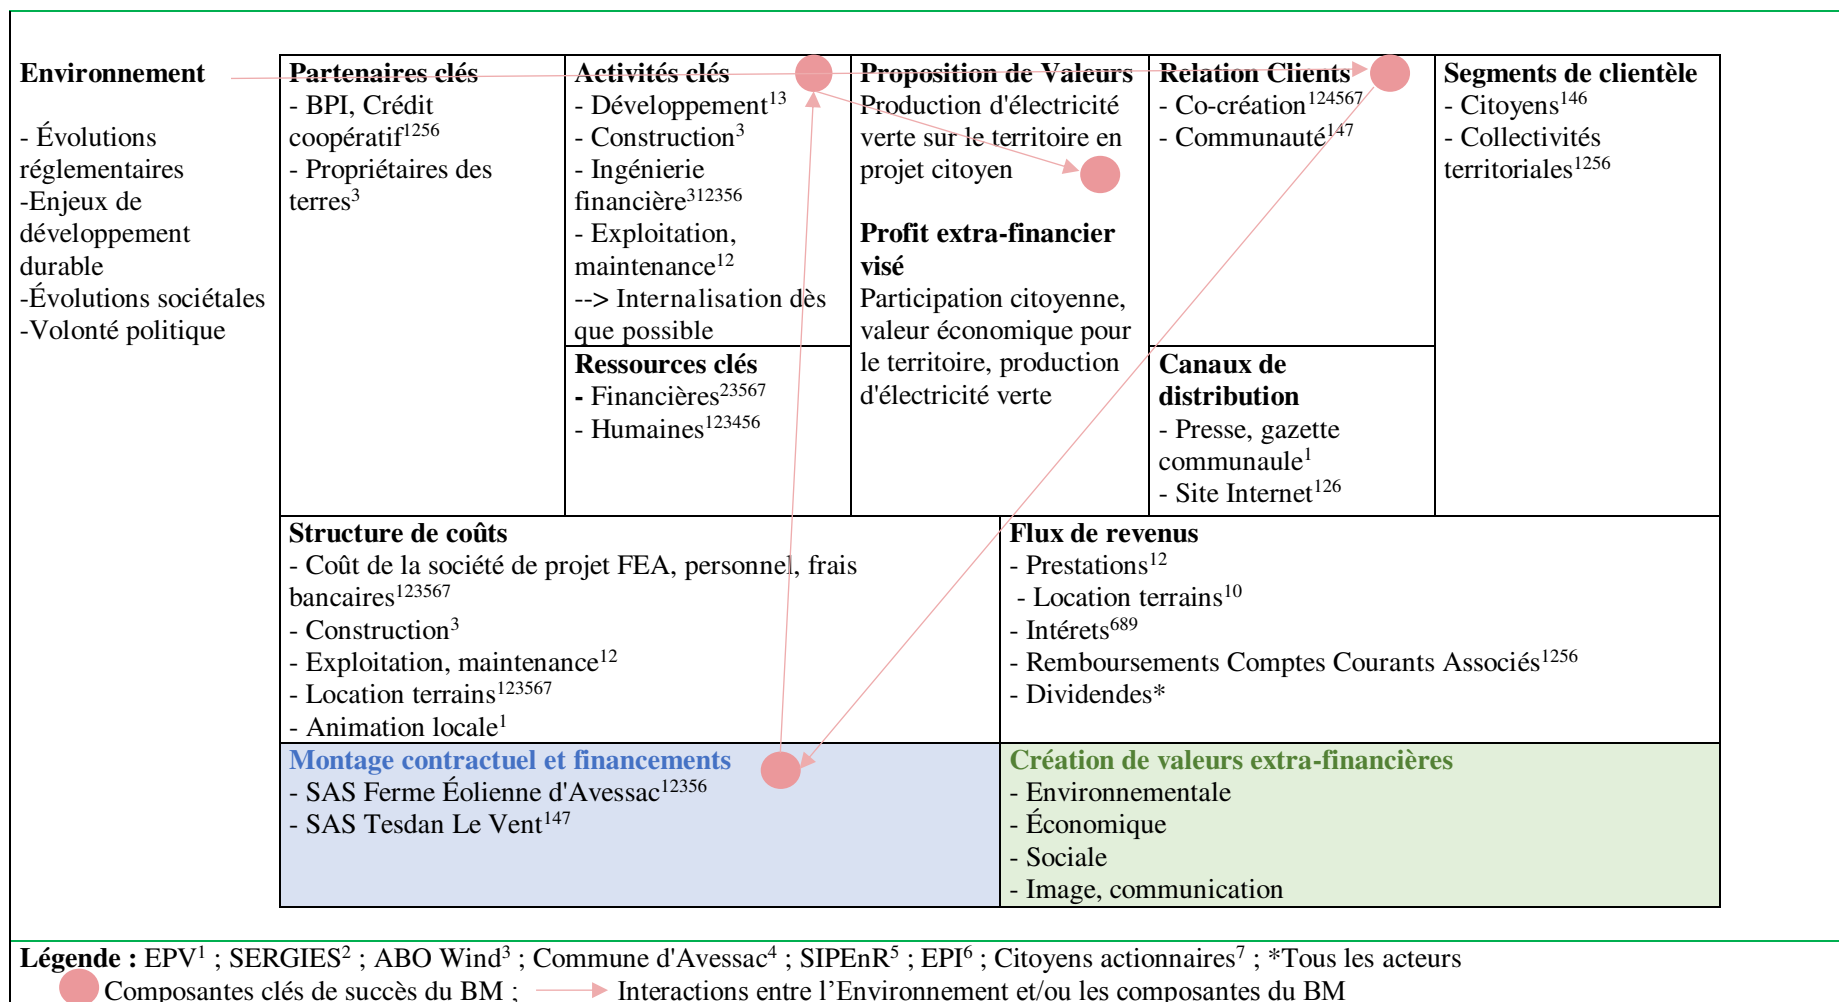 Environnement
- Évolutions
réglementaires
-Enjeux de
développement
durable
-Évolutions sociétales
-Volonté politique
Partenaires clés
- BPI, Crédit
coopératif¹²⁵⁶
- Propriétaires des
terres³
Activités clés
- Développement¹³
- Construction³
- Ingénierie
financière³¹²³⁵⁶
- Exploitation,
maintenance¹²
--> Internalisation dès
que possible
Ressources clés
- Financières²³⁵⁶⁷
- Humaines¹²³⁴⁵⁶
Proposition de Valeurs
Production d'électricité
verte sur le territoire en
projet citoyen
Profit extra-financier
visé
Participation citoyenne,
valeur économique pour
le territoire, production
d'électricité verte
Relation Clients
- Co-création¹²⁴⁵⁶⁷
- Communauté¹⁴⁷
Canaux de
distribution
- Presse, gazette
communaule¹
- Site Internet¹²⁶
Segments de clientèle
- Citoyens¹⁴⁶
- Collectivités
territoriales¹²⁵⁶
Structure de coûts
- Coût de la société de projet FEA, personnel, frais
bancaires¹²³⁵⁶⁷
- Construction³
- Exploitation, maintenance¹²
- Location terrains¹²³⁵⁶⁷
- Animation locale¹
Flux de revenus
- Prestations¹²
- Location terrains¹⁰
- Intérets⁶⁸⁹
- Remboursements Comptes Courants Associés¹²⁵⁶
- Dividendes*
Montage contractuel et financements
- SAS Ferme Éolienne d'Avessac¹²³⁵⁶
- SAS Tesdan Le Vent¹⁴⁷
Création de valeurs extra-financières
- Environnementale
- Économique
- Sociale
- Image, communication
Légende : EPV¹ ; SERGIES² ; ABO Wind³ ; Commune d'Avessac⁴ ; SIPEnR⁵ ; EPI⁶ ; Citoyens actionnaires⁷ ; *Tous les acteurs
Composantes clés de succès du BM ; Interactions entre l’Environnement et/ou les composantes du BM